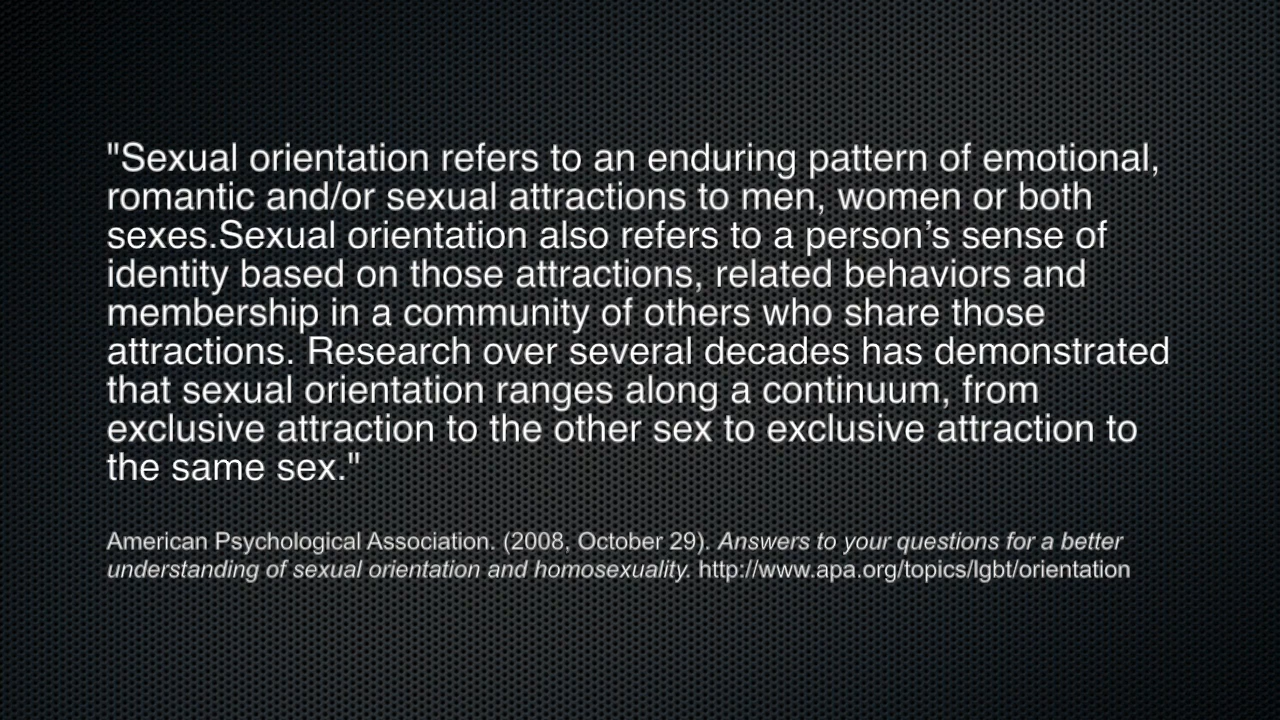 "Sexual orientation refers to an enduring pattern of emotional,
romantic and/or sexual attractions to men, women or both
sexes.Sexual orientation also refers to a person’s sense of
identity based on those attractions, related behaviors and
membership in a community of others who share those
attractions. Research over several decades has demonstrated
that sexual orientation ranges along a continuum, from
exclusive attraction to the other sex to exclusive attraction to
the same sex."
American Psychological Association. (2008, October 29). Answers to your questions for a better
understanding of sexual orientation and homosexuality. http://www.apa.org/topics/lgbt/orientation